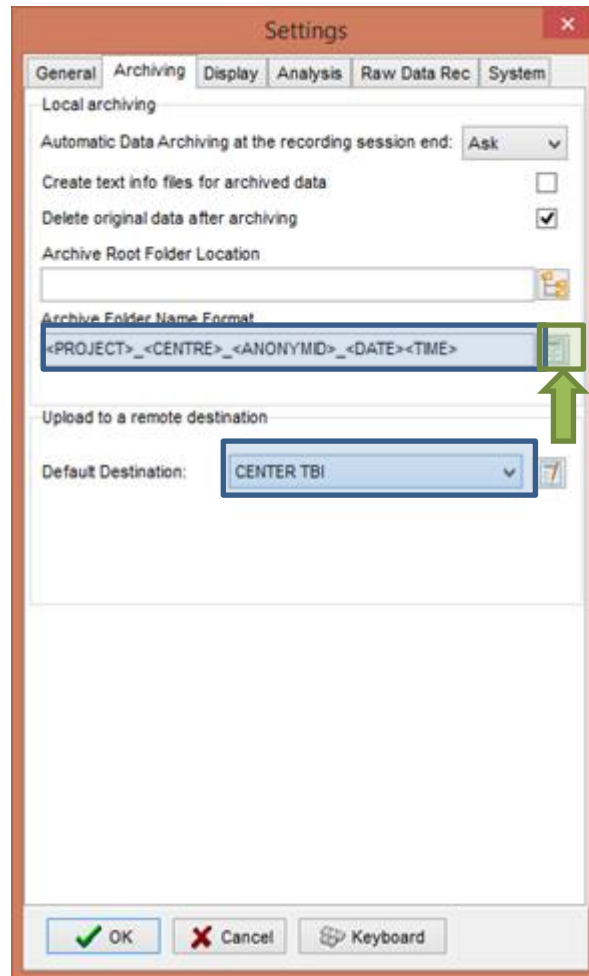 Settings
General Archiving Display Analysis Raw Data Rec System
Local archiving
Automatic Data Archiving at the recording session end: Ask
Create text info files for archived data
Delete original data after archiving
Archive Root Folder Location
Archive Folder Name Format
<PROJECT>_<CENTRE>_<ANONYMID>_<DATE><TIME>
Upload to a remote destination
Default Destination: CENTER TBI
OK Cancel Keyboard